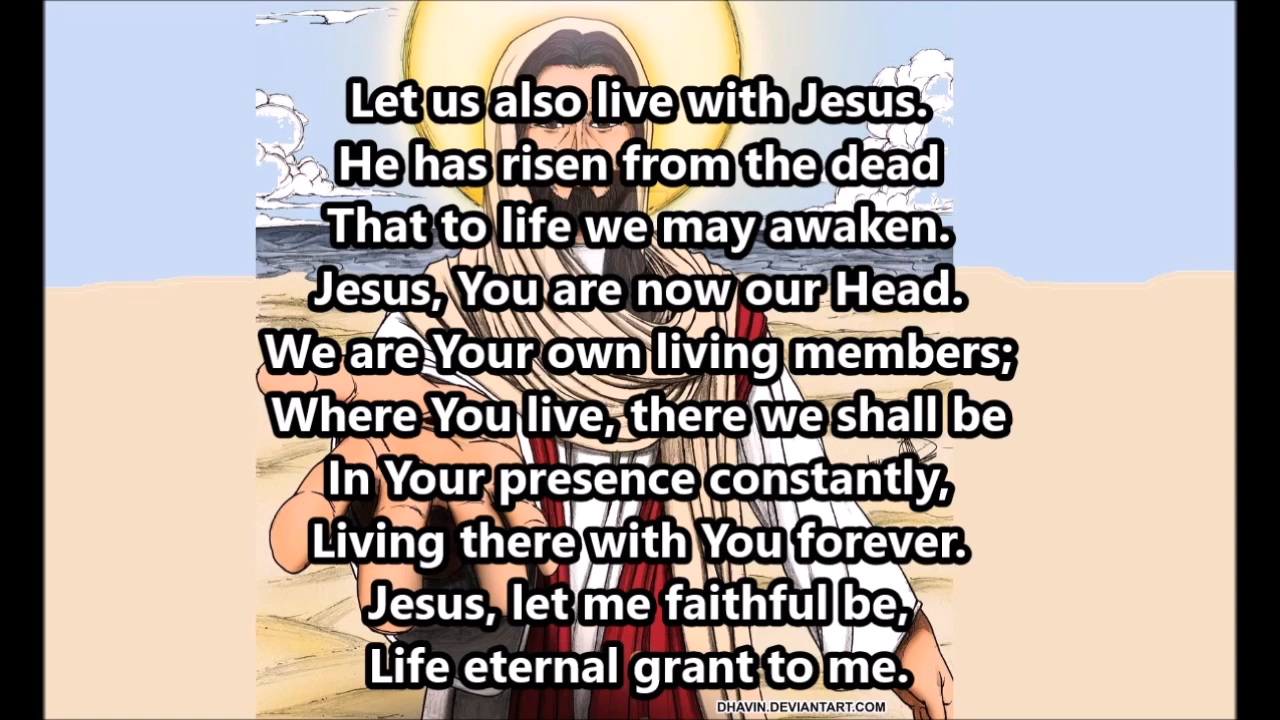 Let us also live with Jesus.
He has risen from the dead
That to life we may awaken.
Jesus, You are now our Head.
We are Your own living members;
Where You live, there we shall be
In Your presence constantly,
Living there with You forever.
Jesus, let me faithful be,
Life eternal grant to me.
DHAVIN.DEVIANTART.COM